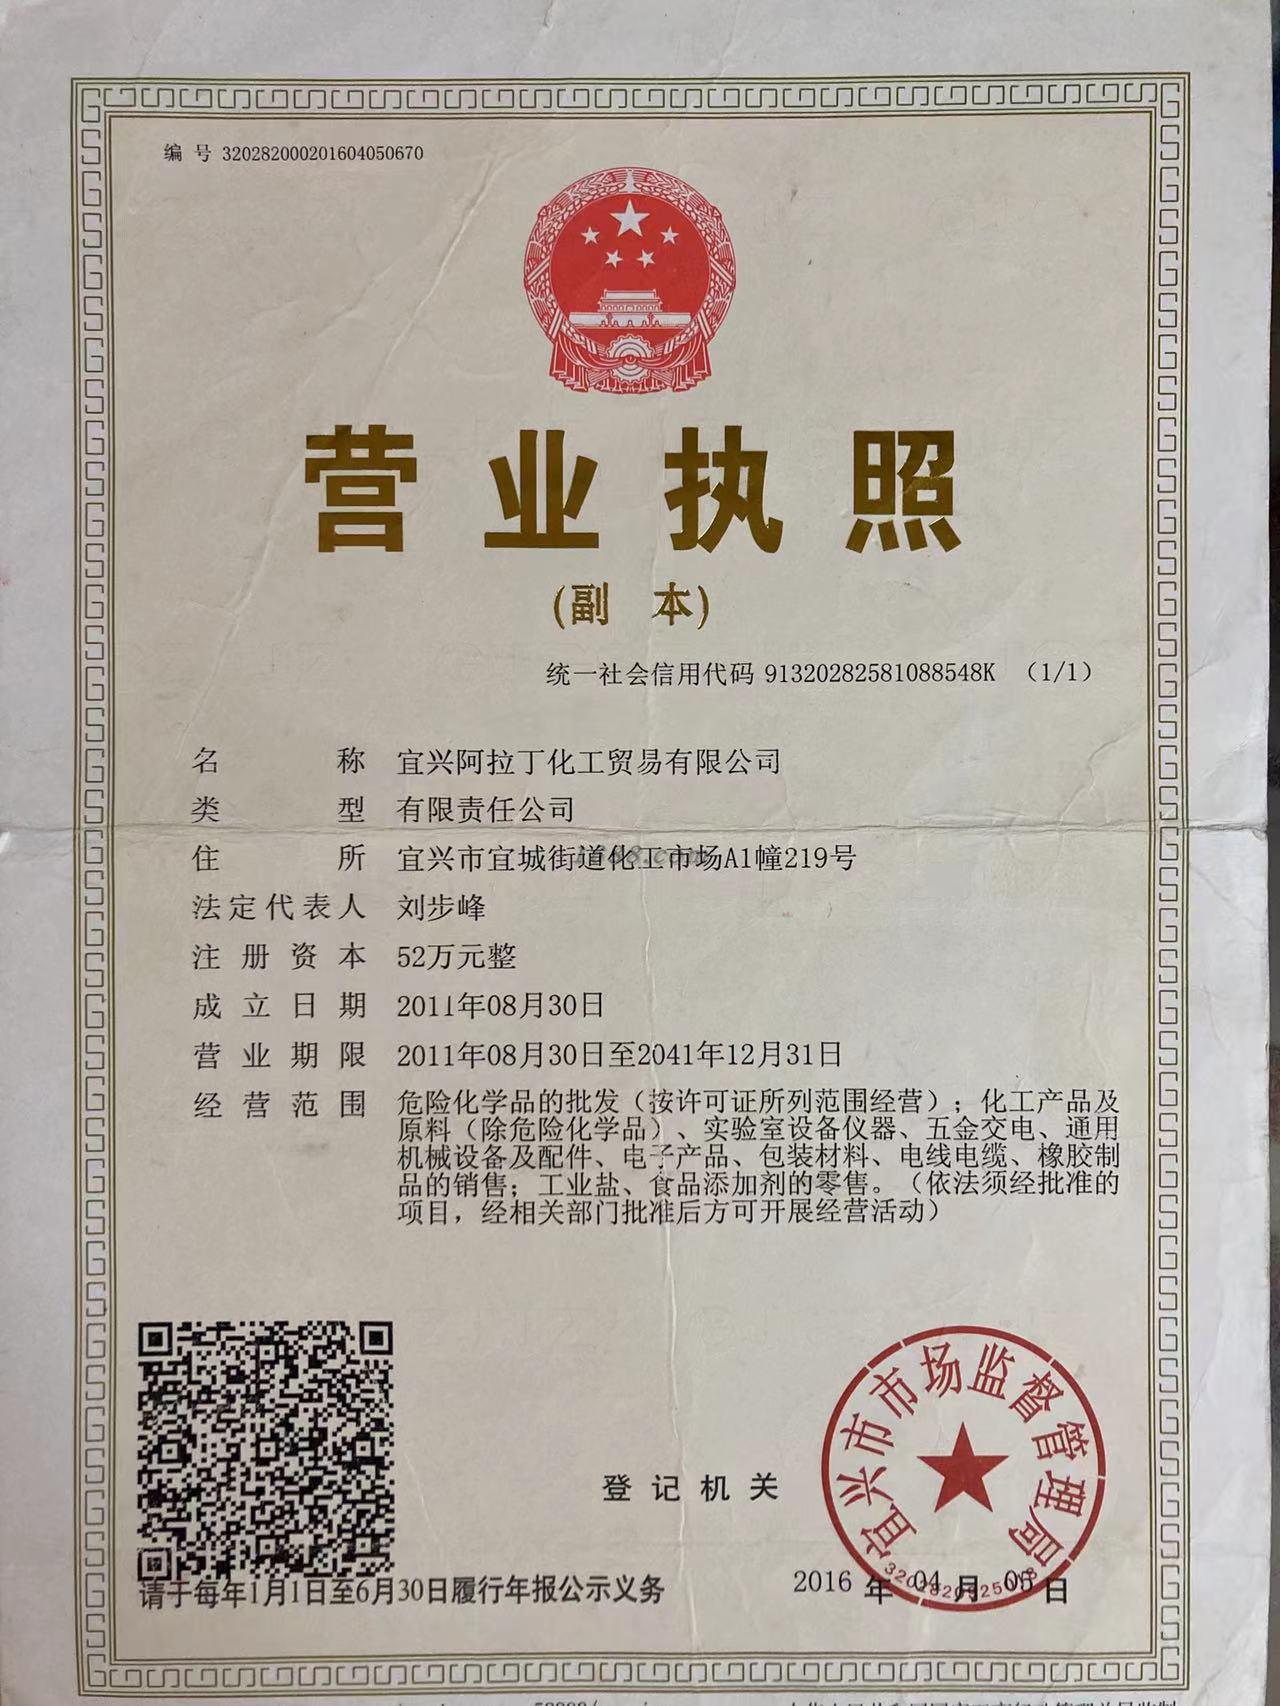 编 号 320282000201604050670
营业执照
(副 本)
统一社会信用代码 91320282581088548K （1/1）
名称 宜兴阿拉丁化工贸易有限公司
类型 有限责任公司
住所 宜兴市宜城街道化工市场A1幢219号
法定代表人 刘步峰
注册资本 52万元整
成立日期 2011年08月30日
营业期限 2011年08月30日至2041年12月31日
经营范围 危险化学品的批发（按许可证所列范围经营）；化工产品及
原料（除危险化学品）、实验室设备仪器、五金交电、通用
机械设备及配件、电子产品、包装材料、电线电缆、橡胶制
品的销售；工业盐、食品添加剂的零售。（依法须经批准的
项目，经相关部门批准后方可开展经营活动）
登记机关
宜兴市市场监督管理局
请于每年1月1日至6月30日履行年报公示义务
2016 年 04 月 05 日